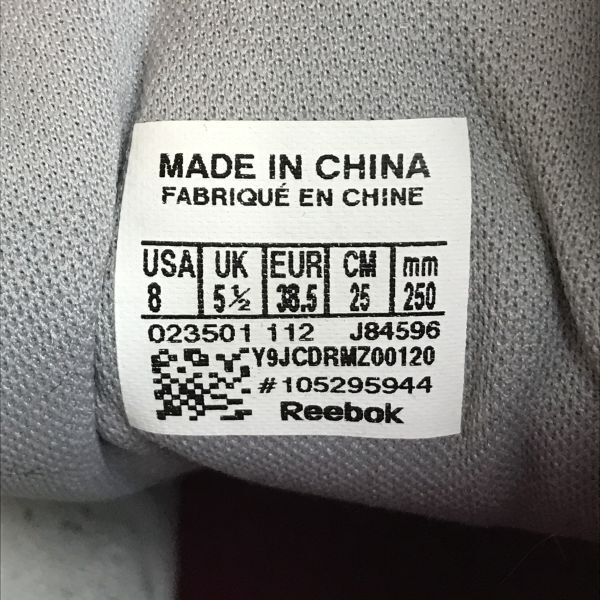 MADE IN CHINA
FABRIQUÉ EN CHINE
USA UK EUR CM mm
8 5½ 38.5 25 250
023501 112 J84596
Y9JCDRMZ00120
#105295944
Reebok